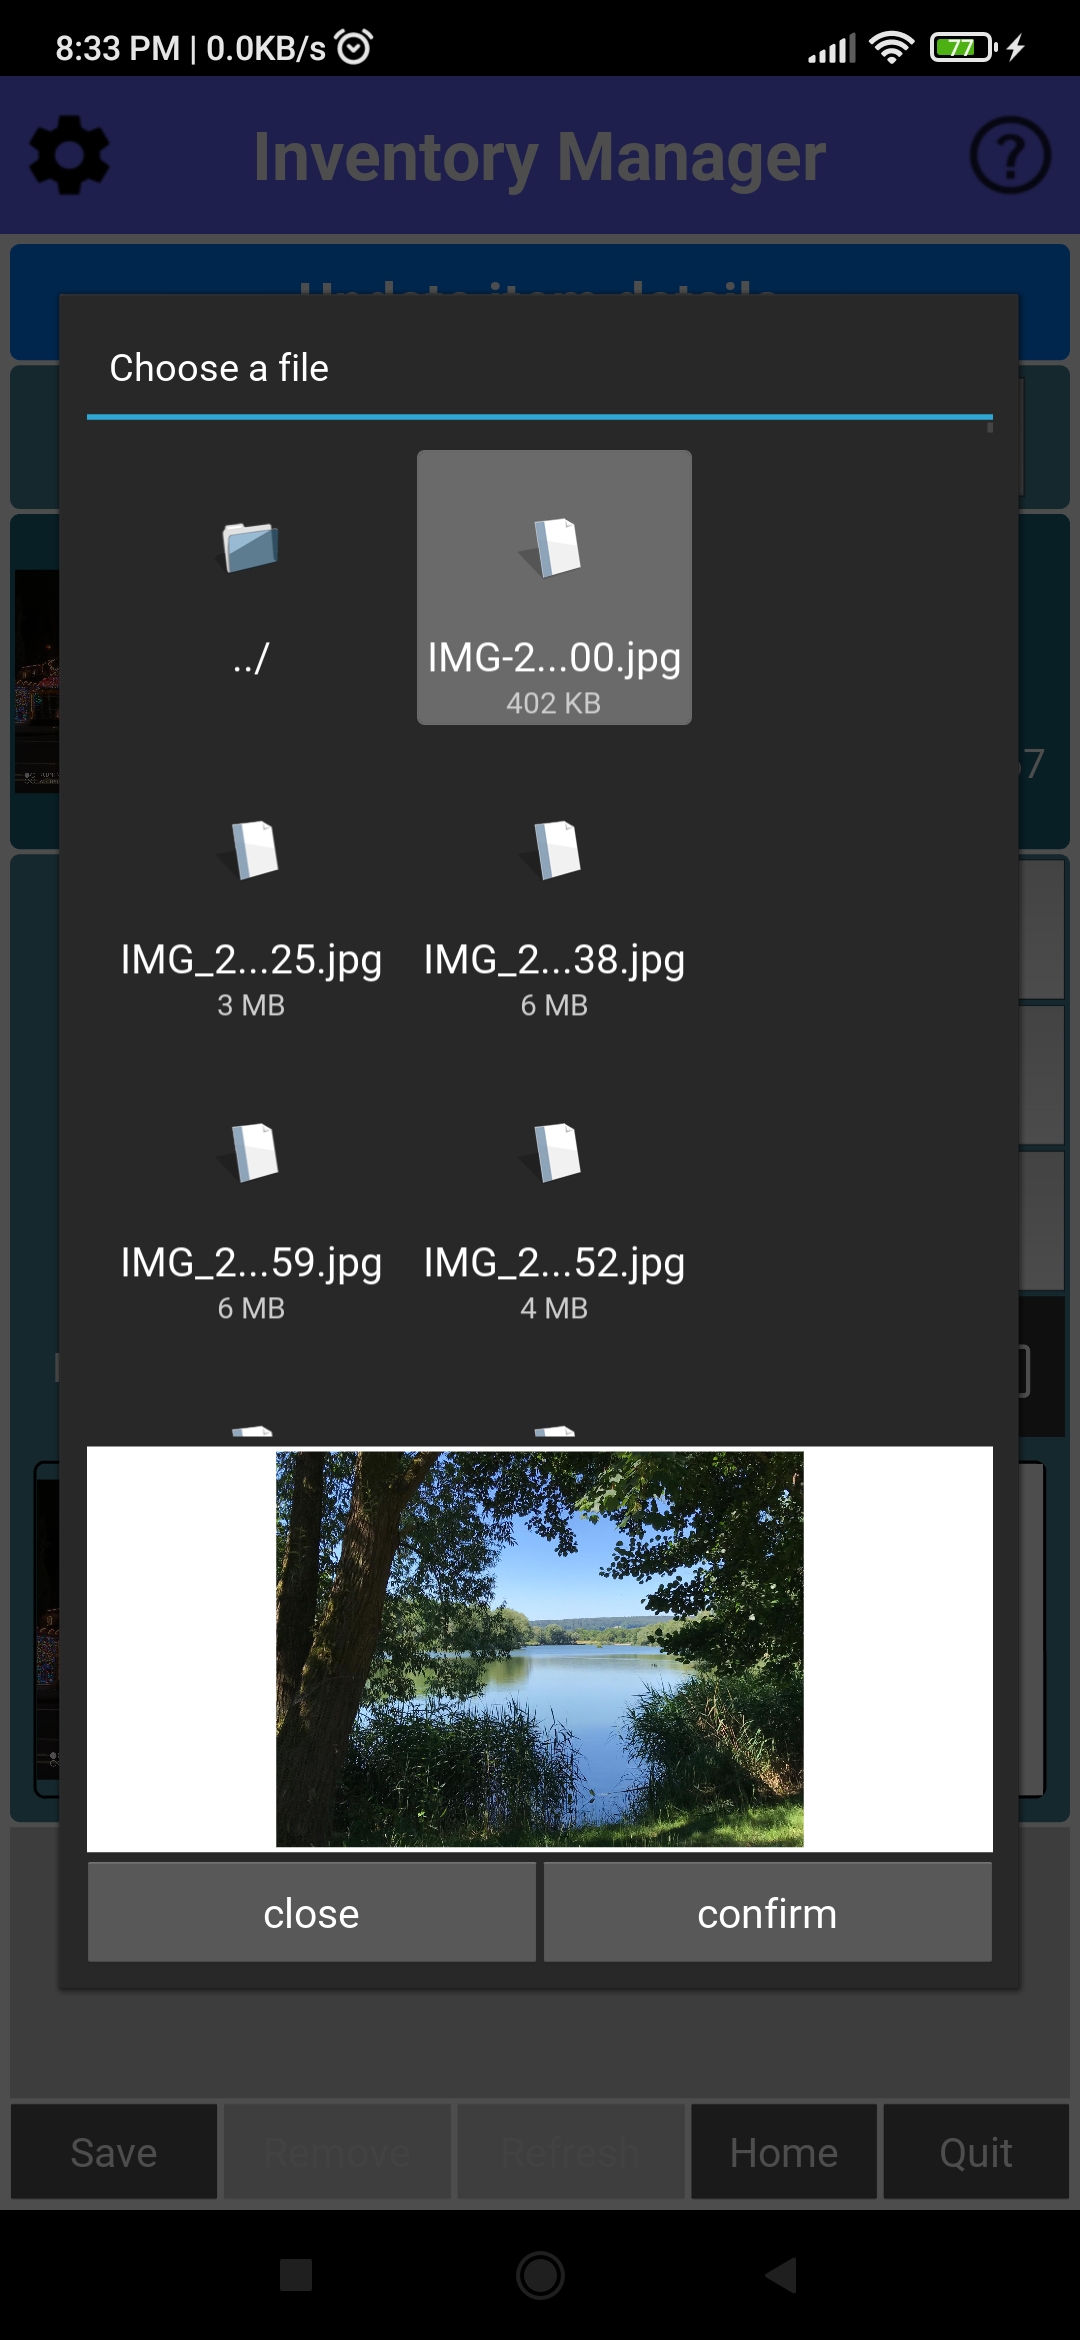 8:33 PM | 0.0KB/s
77
Inventory Manager
?
Update item details
Choose a file
../
IMG-2...00.jpg
402 KB
IMG_2...25.jpg
3 MB
IMG_2...38.jpg
6 MB
IMG_2...59.jpg
6 MB
IMG_2...52.jpg
4 MB
close
confirm
Save
Remove
Refresh
Home
Quit